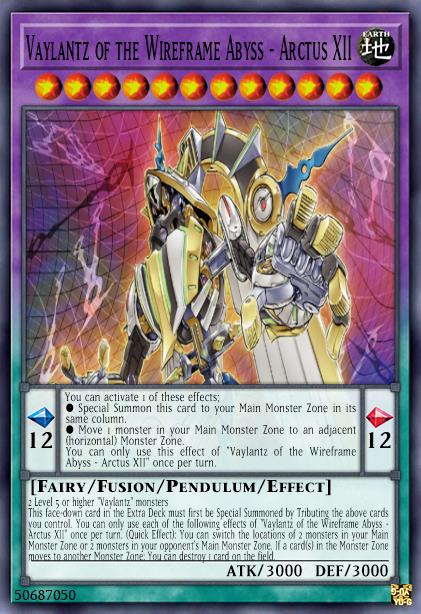 Vaylantz of the Wireframe Abyss - Arctus XII
EARTH
地
You can activate 1 of these effects;
● Special Summon this card to your Main Monster Zone in its
same column.
● Move 1 monster in your Main Monster Zone to an adjacent
(horizontal) Monster Zone.
You can only use this effect of "Vaylantz of the Wireframe
Abyss - Arctus XII" once per turn.
12
12
[Fairy/Fusion/Pendulum/Effect]
2 Level 5 or higher "Vaylantz" monsters
This face-down card in the Extra Deck must first be Special Summoned by Tributing the above cards
you control. You can only use each of the following effects of "Vaylantz of the Wireframe Abyss -
Arctus XII" once per turn. (Quick Effect): You can switch the locations of 2 monsters in your Main
Monster Zone or 2 monsters in your opponent's Main Monster Zone. If a card(s) in the Monster Zone
moves to another Monster Zone: You can destroy 1 card on the field.
ATK/3000 DEF/3000
50687050